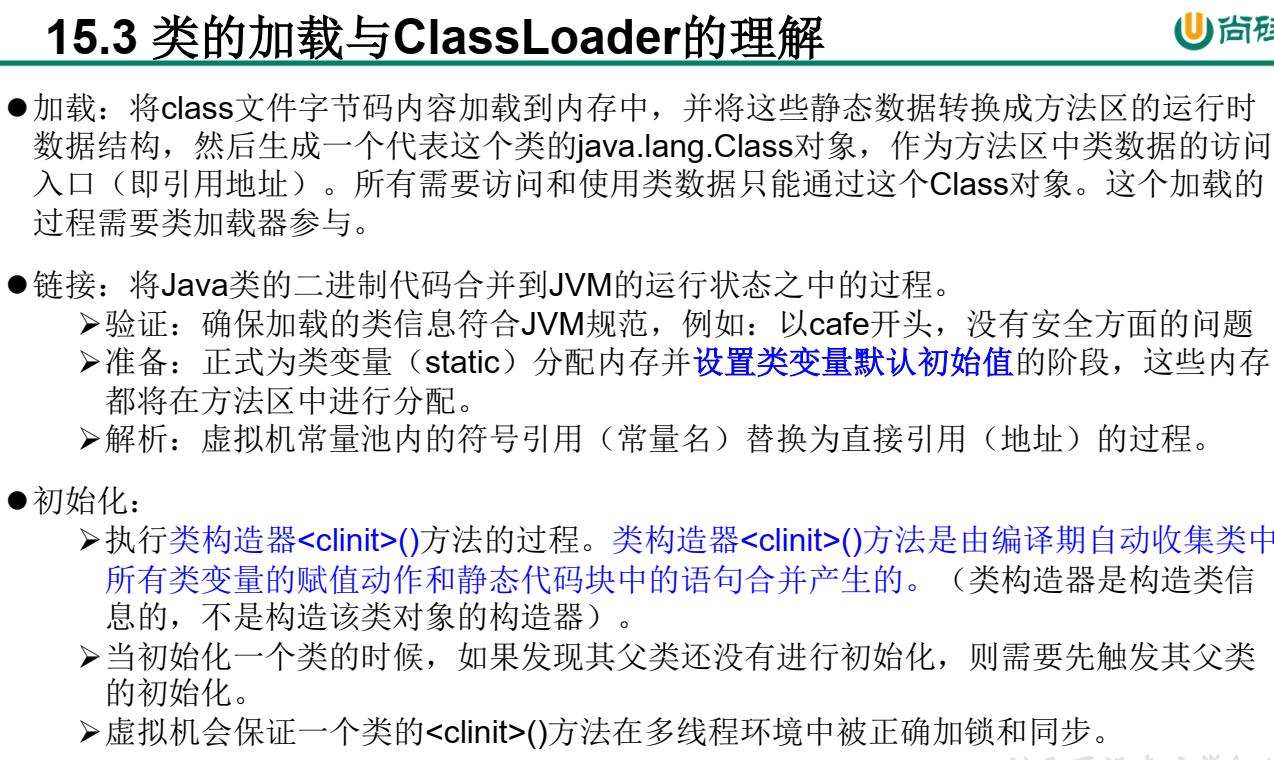 15.3 类的加载与ClassLoader的理解
尚硅
●加载：将class文件字节码内容加载到内存中，并将这些静态数据转换成方法区的运行时
数据结构，然后生成一个代表这个类的java.lang.Class对象，作为方法区中类数据的访问
入口（即引用地址）。所有需要访问和使用类数据只能通过这个Class对象。这个加载的
过程需要类加载器参与。
●链接：将Java类的二进制代码合并到JVM的运行状态之中的过程。
➢验证：确保加载的类信息符合JVM规范，例如：以cafe开头，没有安全方面的问题
➢准备：正式为类变量（static）分配内存并设置类变量默认初始值的阶段，这些内存
都将在方法区中进行分配。
➢解析：虚拟机常量池内的符号引用（常量名）替换为直接引用（地址）的过程。
●初始化：
➢执行类构造器<clinit>()方法的过程。类构造器<clinit>()方法是由编译期自动收集类中
所有类变量的赋值动作和静态代码块中的语句合并产生的。（类构造器是构造类信
息的，不是构造该类对象的构造器）。
➢当初始化一个类的时候，如果发现其父类还没有进行初始化，则需要先触发其父类
的初始化。
➢虚拟机会保证一个类的<clinit>()方法在多线程环境中被正确加锁和同步。